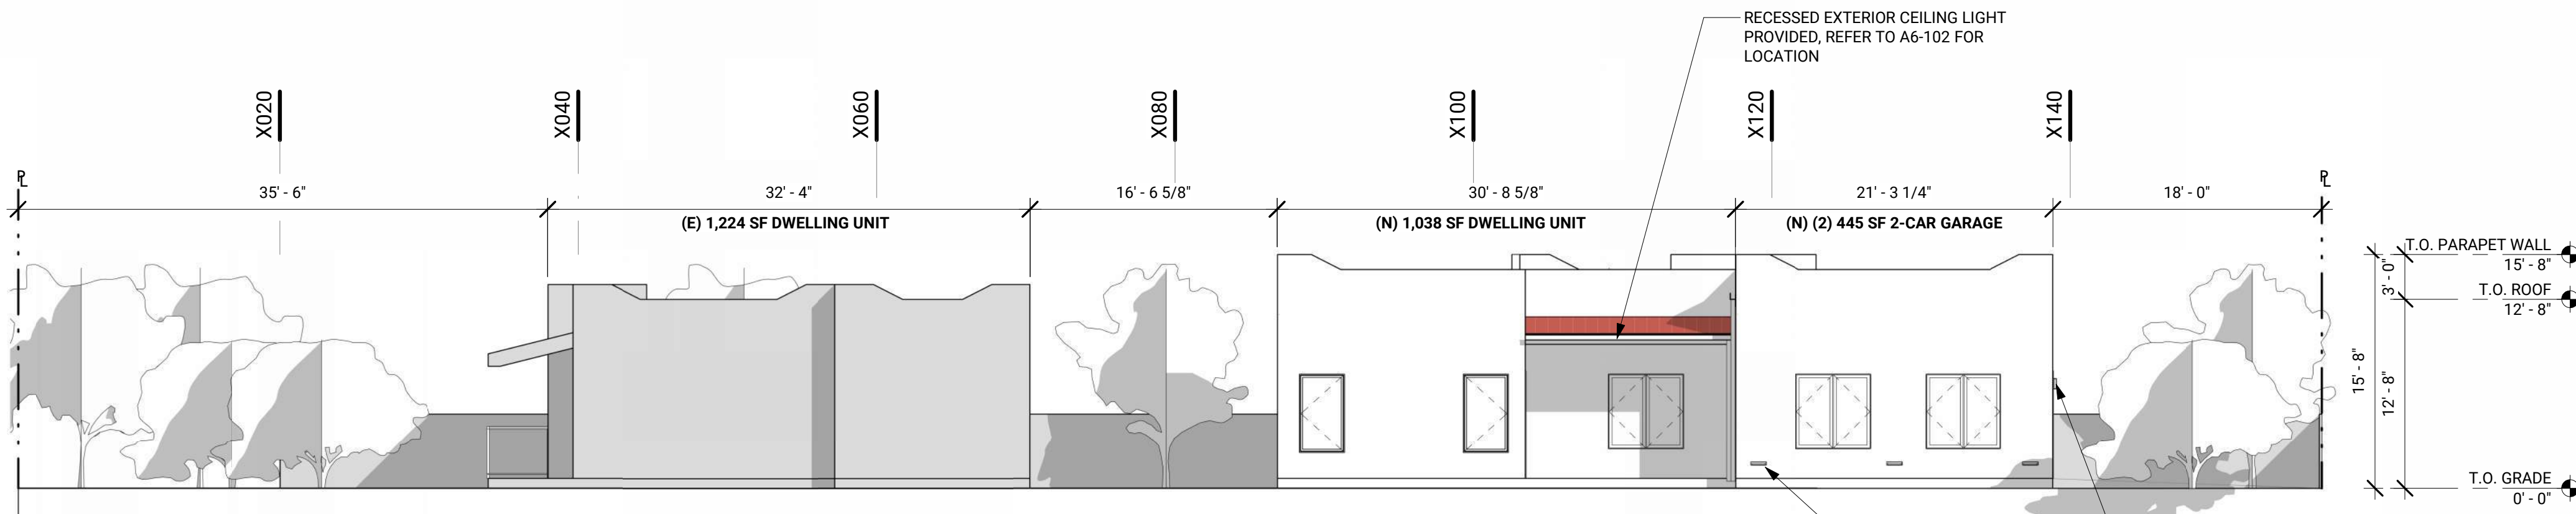 RECESSED EXTERIOR CEILING LIGHT
PROVIDED, REFER TO A6-102 FOR
LOCATION
X020
X040
X060
X080
X100
X120
X140
PL
35' - 6"
32' - 4"
16' - 6 5/8"
30' - 8 5/8"
21' - 3 1/4"
18' - 0"
PL
(E) 1,224 SF DWELLING UNIT
(N) 1,038 SF DWELLING UNIT
(N) (2) 445 SF 2-CAR GARAGE
T.O. PARAPET WALL
15' - 8"
3' - 0"
T.O. ROOF
12' - 8"
15' - 8"
12' - 8"
T.O. GRADE
0' - 0"